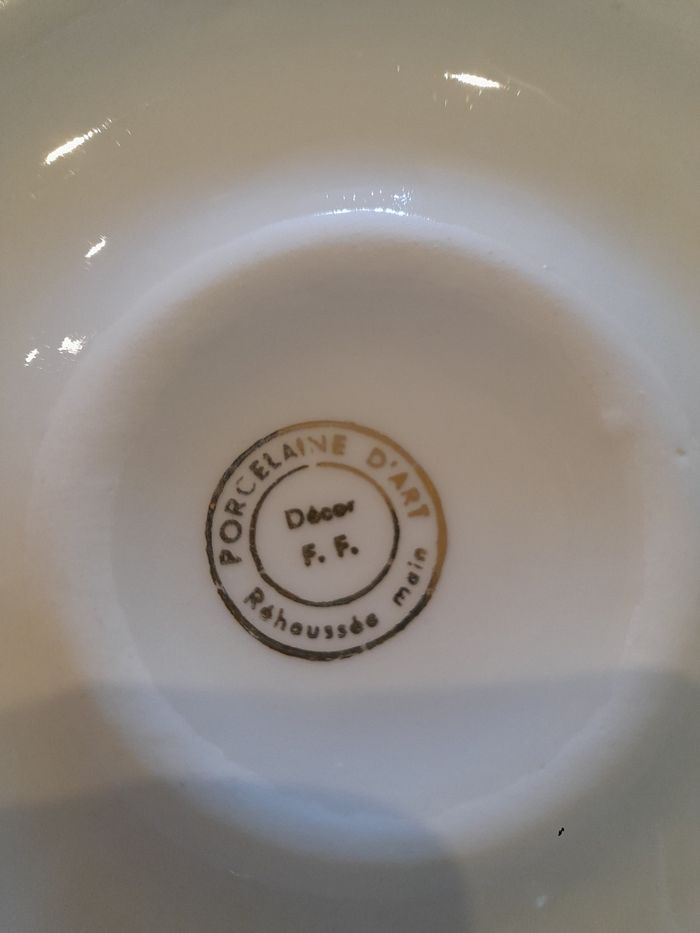 PORCELAINE D'ART
Décor
F. F.
Réhaussée main